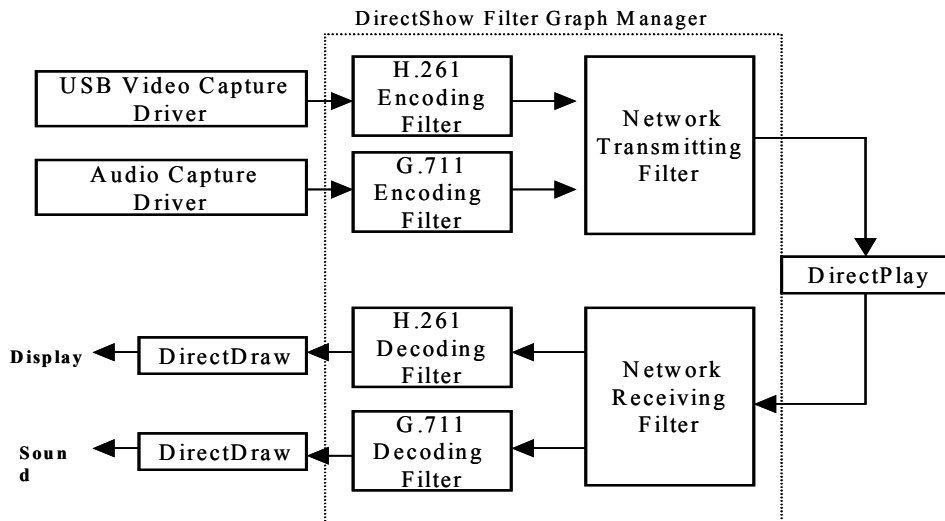 DirectShow Filter Graph Manager
USB Video Capture
Driver
H.261
Encoding
Filter
Network
Transmitting
Filter
Audio Capture
Driver
G.711
Encoding
Filter
DirectPlay
Display
DirectDraw
H.261
Decoding
Filter
Network
Receiving
Filter
Soun
d
DirectDraw
G.711
Decoding
Filter